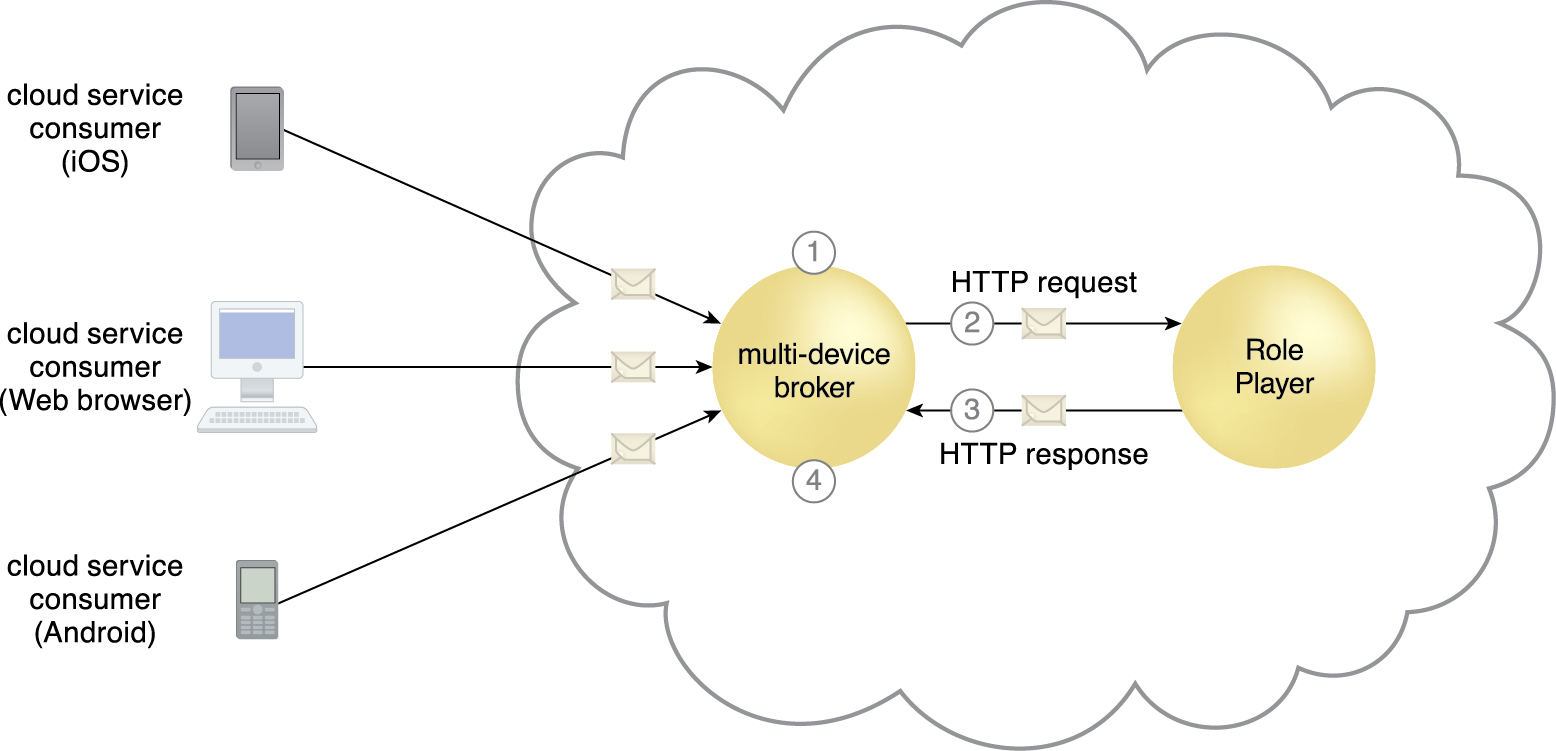 cloud service
consumer
(iOS)
cloud service
consumer
(Web browser)
cloud service
consumer
(Android)
1
multi-device
broker
4
HTTP request
2
3
HTTP response
Role
Player